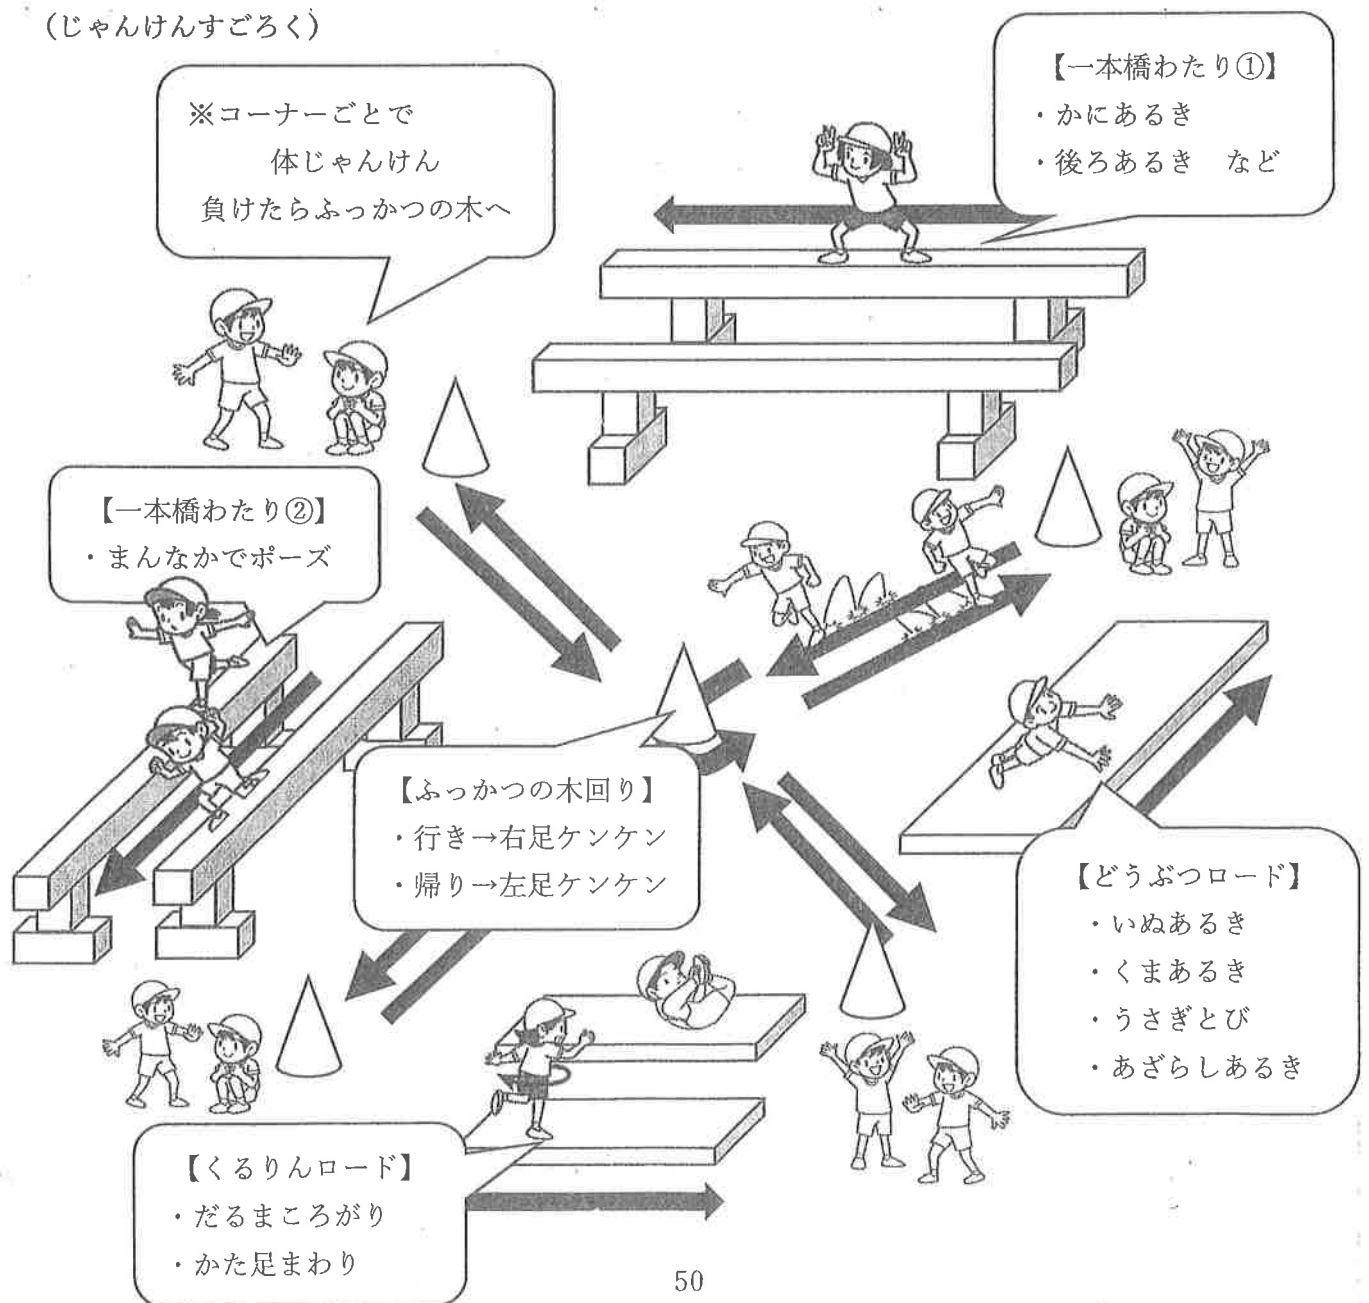 (じゃんけんすごろく)
※コーナーごとで
体じゃんけん
負けたらふっかつの木へ
【一本橋わたり①】
・かにあるき
・後ろあるき　など
【一本橋わたり②】
・まんなかでポーズ
【ふっかつの木回り】
・行き→右足ケンケン
・帰り→左足ケンケン
【どうぶつロード】
・いぬあるき
・くまあるき
・うさぎとび
・あざらしあるき
【くるりんロード】
・だるまころがり
・かた足まわり
50